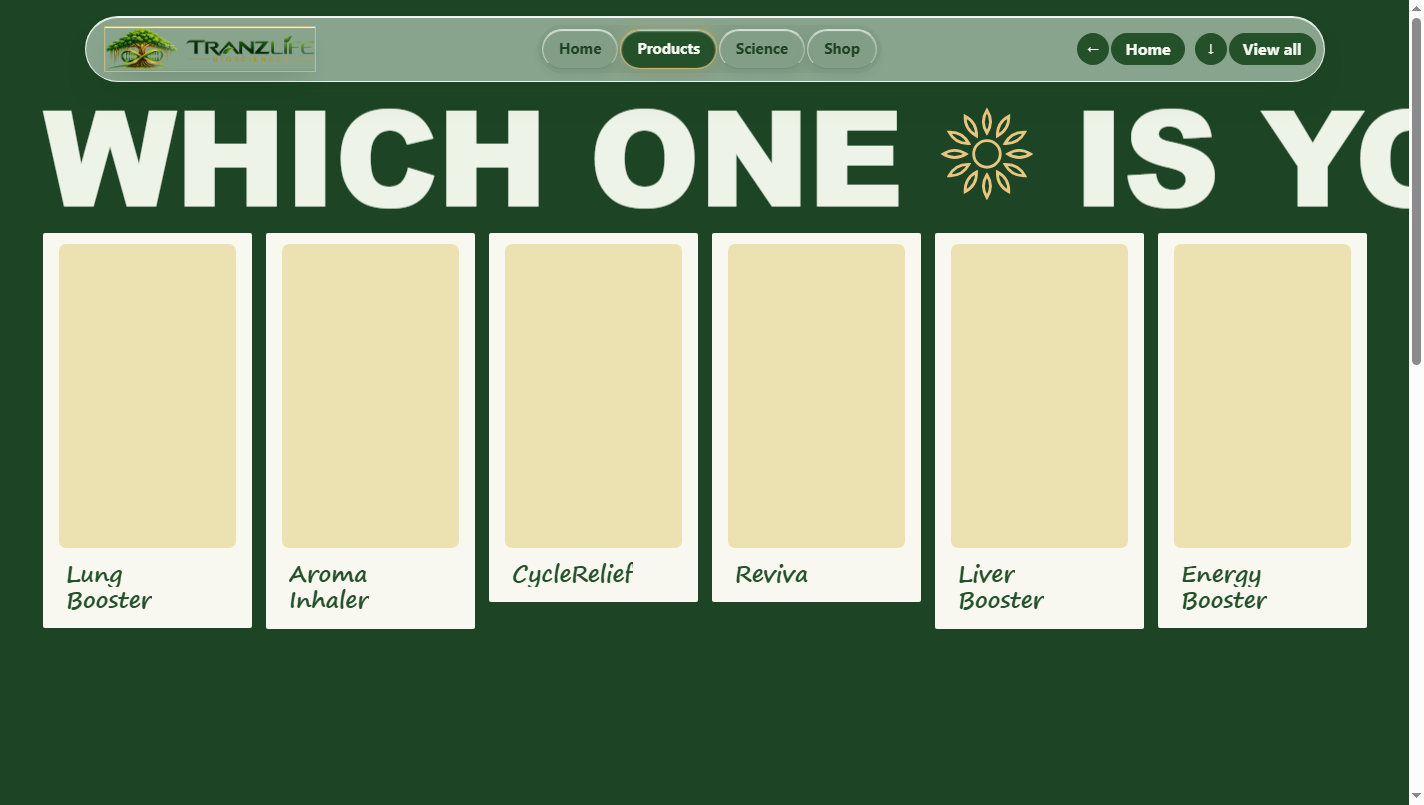 TRANZLIFE
Home
Products
Science
Shop
← Home
↓ View all
WHICH ONE IS YO
Lung
Booster
Aroma
Inhaler
CycleRelief
Reviva
Liver
Booster
Energy
Booster